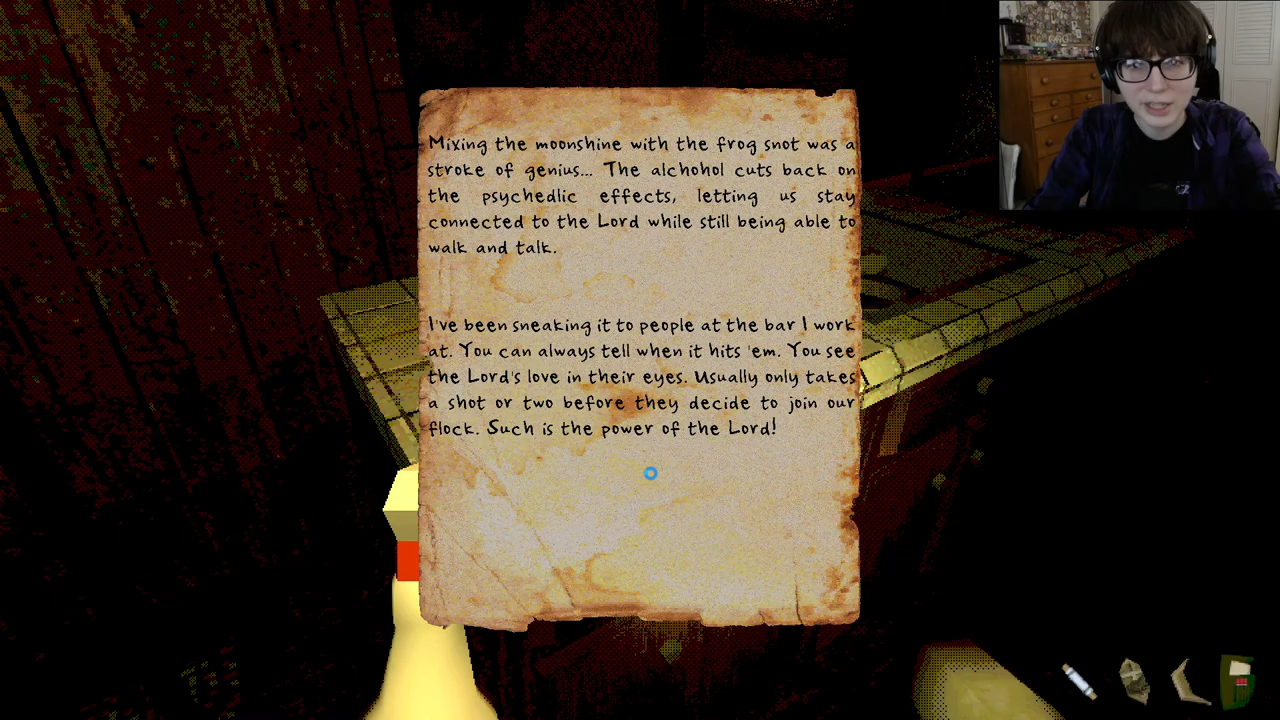 Mixing the moonshine with the frog snot was a
stroke of genius... The alchohol cuts back on
the psychedlic effects, letting us stay
connected to the Lord while still being able to
walk and talk.
I've been sneaking it to people at the bar I work
at. You can always tell when it hits 'em. You see
the Lord's love in their eyes. Usually only takes
a shot or two before they decide to join our
flock. Such is the power of the Lord!